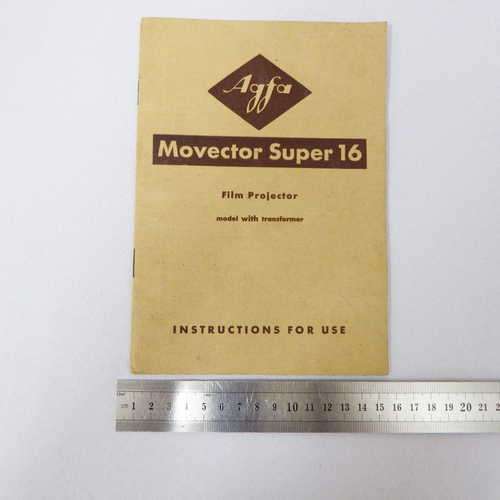 Agfa
Movector Super 16
Film Projector
model with transformer
INSTRUCTIONS FOR USE
cm 1 2 3 4 5 6 7 8 9 10 11 12 13 14 15 16 17 18 19 20 21